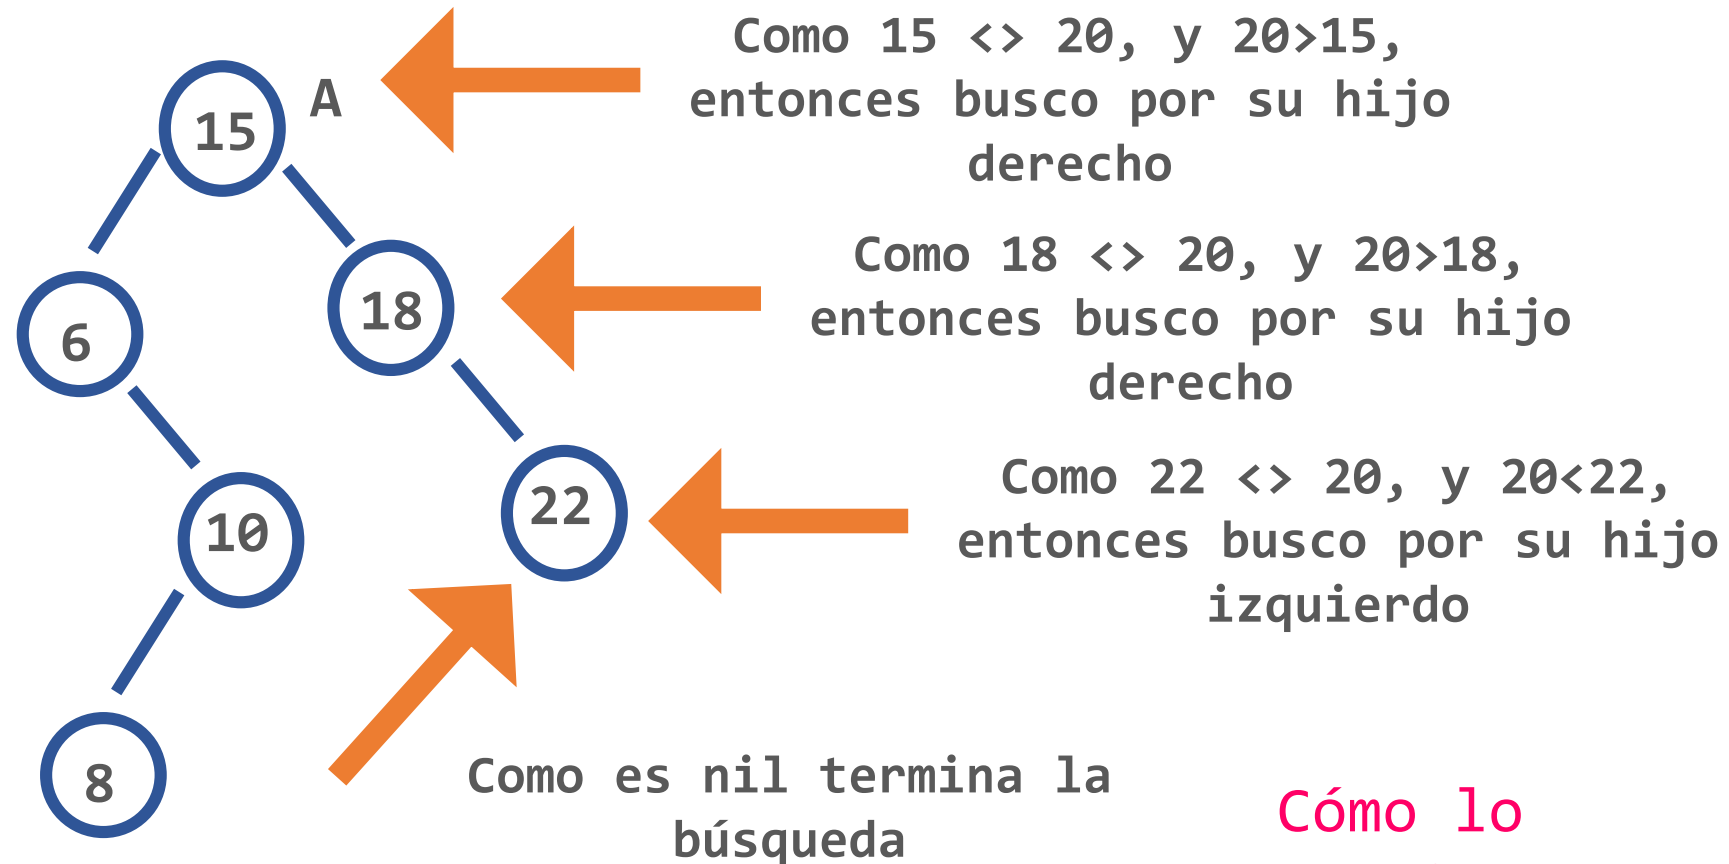 Como 15 <> 20, y 20>15,
entonces busco por su hijo
derecho
A
15
Como 18 <> 20, y 20>18,
entonces busco por su hijo
derecho
18
6
Como 22 <> 20, y 20<22,
entonces busco por su hijo
izquierdo
22
10
Como es nil termina la
búsqueda
8
Cómo lo